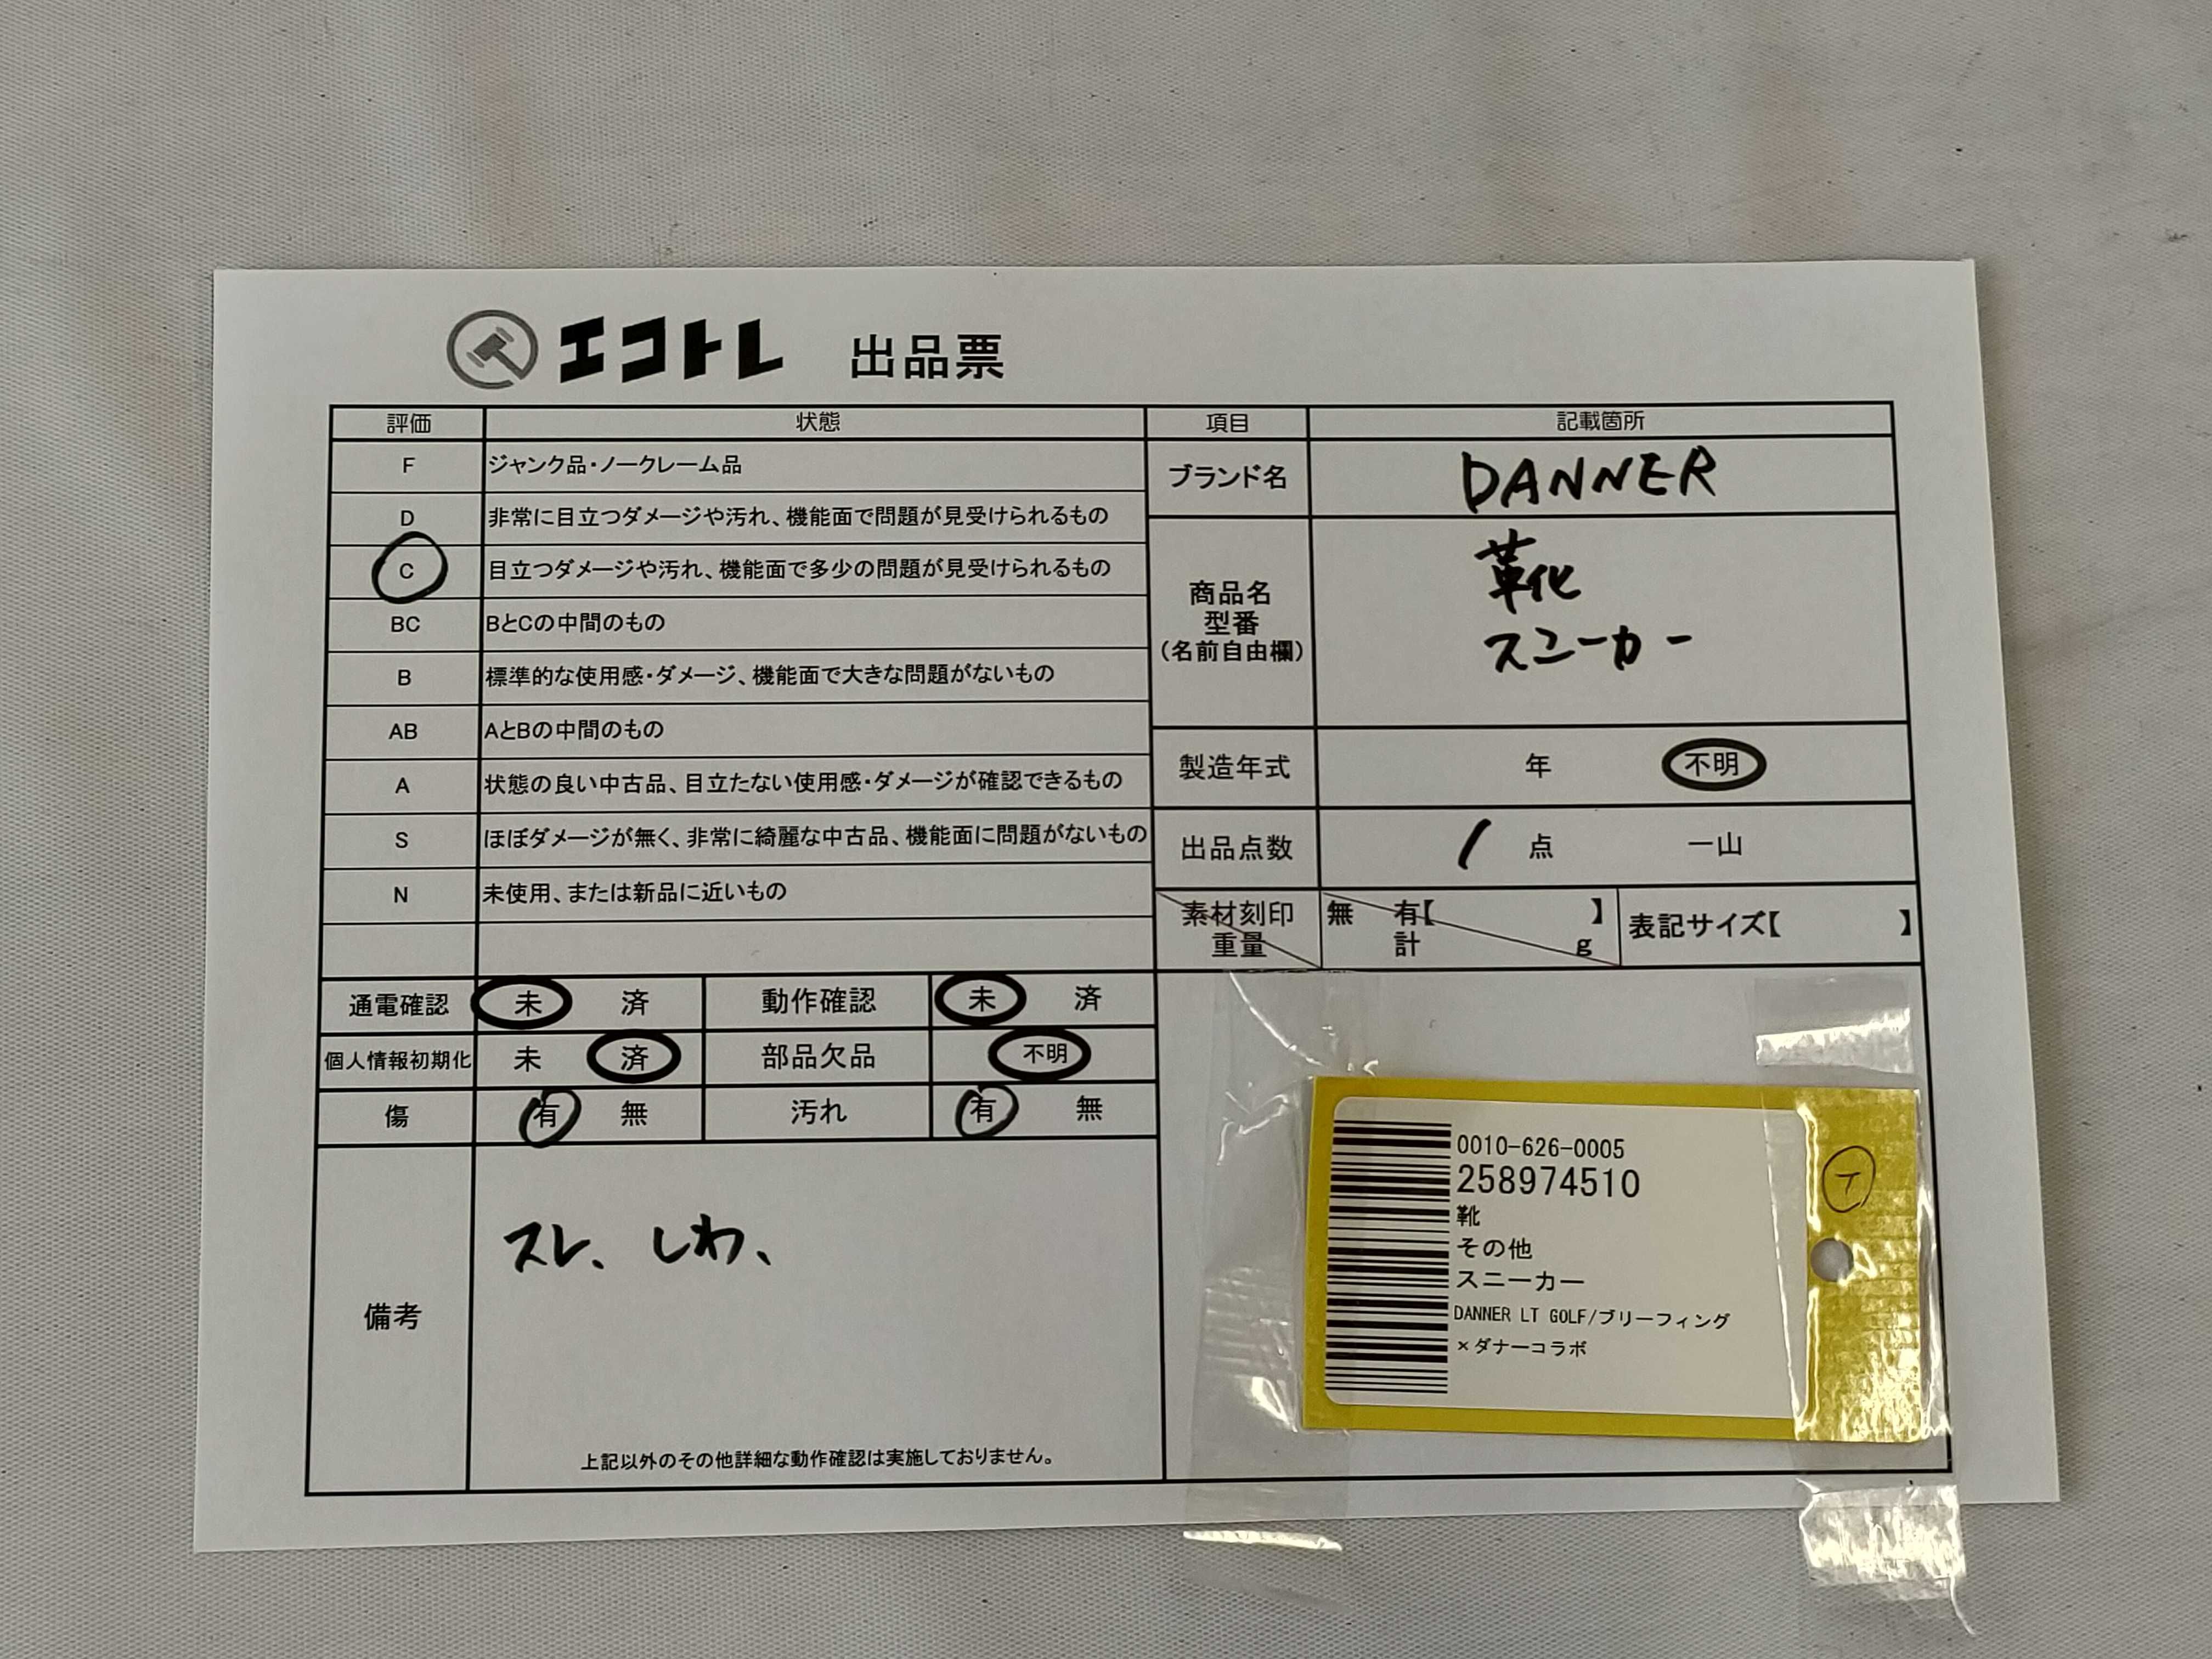 エコトレ 出品票
評価 状態 項目 記載箇所
F ジャンク品・ノークレーム品
D 非常に目立つダメージや汚れ、機能面で問題が見受けられるもの
C 目立つダメージや汚れ、機能面で多少の問題が見受けられるもの
BC BとCの中間のもの
B 標準的な使用感・ダメージ、機能面で大きな問題がないもの
AB AとBの中間のもの
A 状態の良い中古品、目立たない使用感・ダメージが確認できるもの
S ほぼダメージが無く、非常に綺麗な中古品、機能面に問題がないもの
N 未使用、または新品に近いもの
ブランド名 DANNER
商品名
型番
(名前自由欄)
靴
スニーカー
製造年式 年 不明
出品点数 1 点 一山
素材刻印 無 有【 】
重量 計 g
表記サイズ【 】
通電確認 未 済 動作確認 未 済
個人情報初期化 未 済 部品欠品 不明
傷 有 無 汚れ 有 無
備考
スレ、しわ、
上記以外のその他詳細な動作確認は実施しておりません。
0010-626-0005
258974510
靴
その他
スニーカー
DANNER LT GOLF/ブリーフィング
×ダナーコラボ